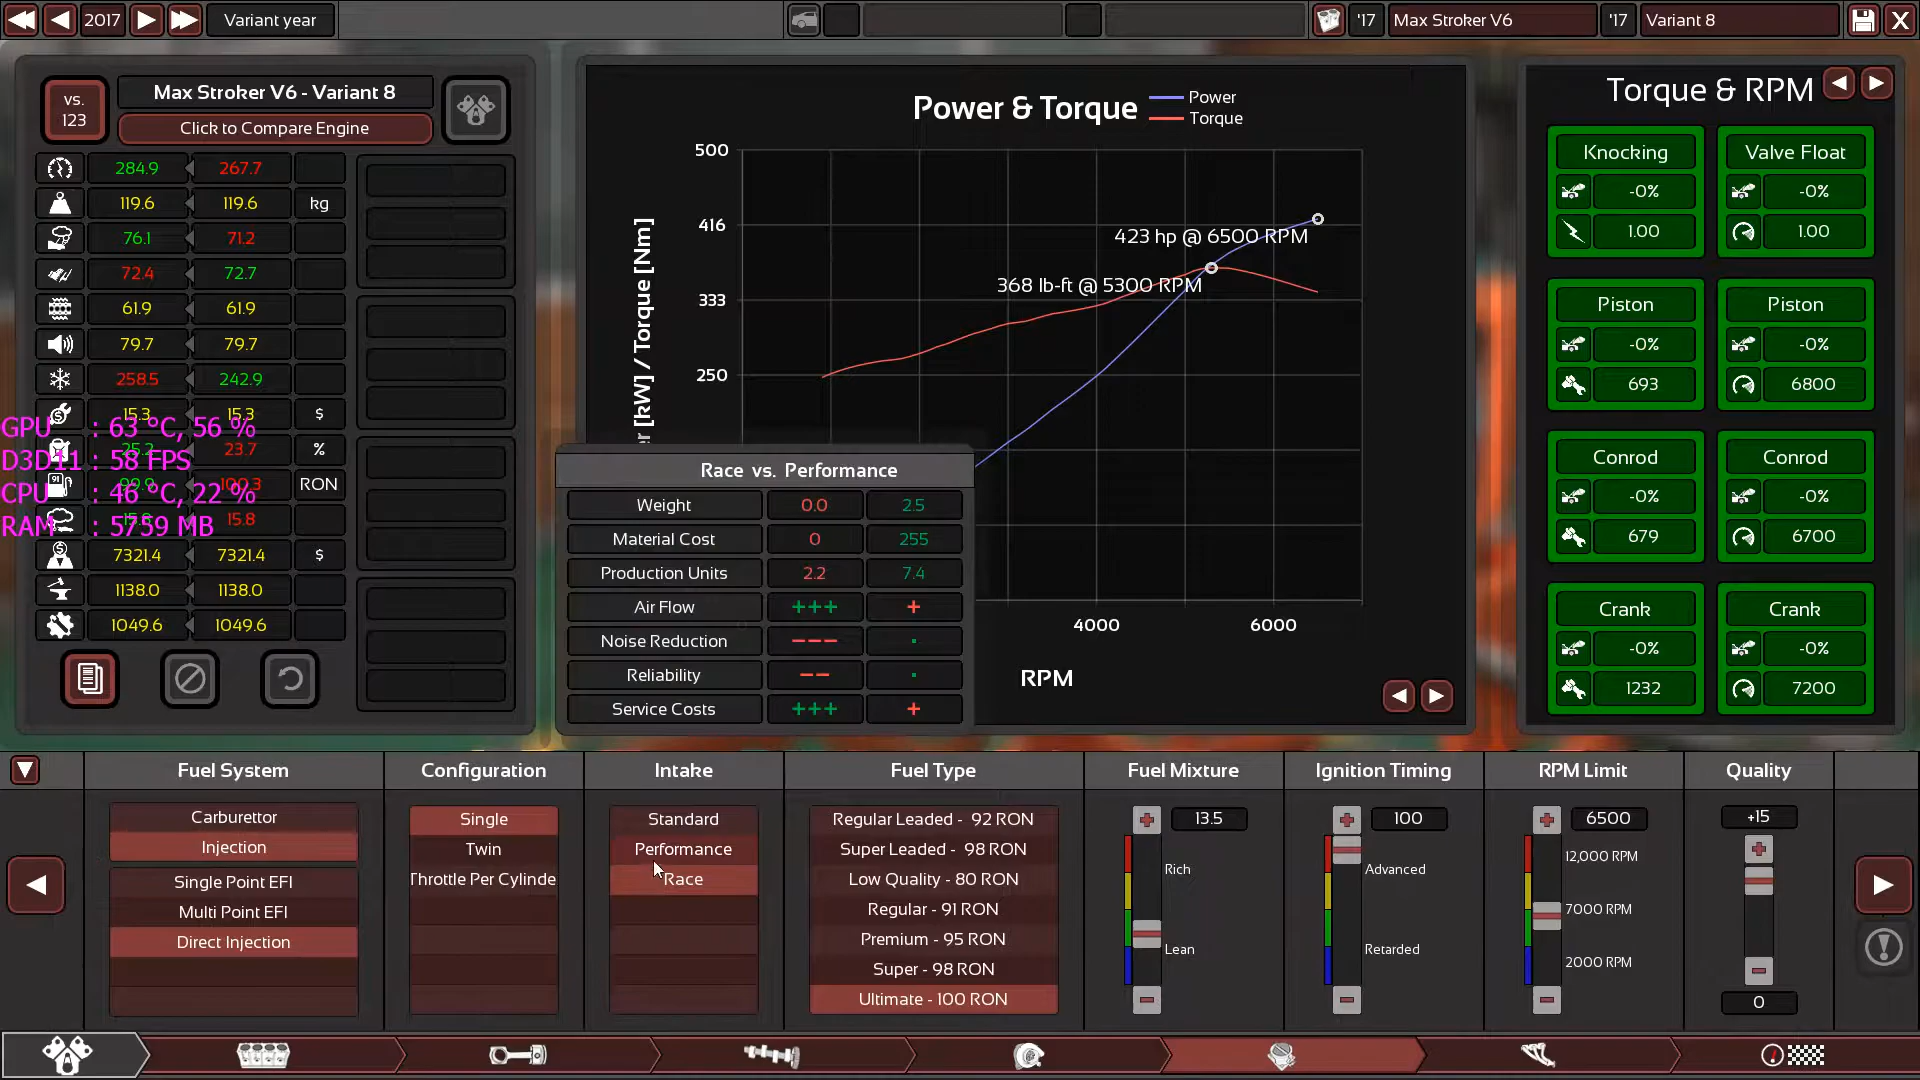 2017 Variant year '17 Max Stroker V6 '17 Variant 8 X
vs.
123
Max Stroker V6 - Variant 8
Click to Compare Engine
284.9 267.7
119.6 119.6 kg
76.1 71.2
72.4 72.7
61.9 61.9
79.7 79.7
258.5 242.9
15.3 15.3 $
25.2 23.7 %
99.9 100.3 RON
15.8 15.8
7321.4 7321.4 $
1138.0 1138.0
1049.6 1049.6
GPU : 63 °C, 56 %
D3D11 : 58 FPS
CPU : 46 °C, 22 %
RAM : 5759 MB
Power & Torque
Power
Torque
500
416
333
250
[kW] / Torque [Nm]
423 hp @ 6500 RPM
368 lb-ft @ 5300 RPM
4000 6000
RPM
Race vs. Performance
Weight 0.0 2.5
Material Cost 0 255
Production Units 2.2 7.4
Air Flow +++ +
Noise Reduction --- ·
Reliability -- ·
Service Costs +++ +
Torque & RPM
Knocking Valve Float
-0% -0%
1.00 1.00
Piston Piston
-0% -0%
693 6800
Conrod Conrod
-0% -0%
679 6700
Crank Crank
-0% -0%
1232 7200
Fuel System
Carburettor
Injection
Single Point EFI
Multi Point EFI
Direct Injection
Configuration
Single
Twin
Throttle Per Cylinde
Intake
Standard
Performance
Race
Fuel Type
Regular Leaded - 92 RON
Super Leaded - 98 RON
Low Quality - 80 RON
Regular - 91 RON
Premium - 95 RON
Super - 98 RON
Ultimate - 100 RON
Fuel Mixture
13.5
Rich
Lean
Ignition Timing
100
Advanced
Retarded
RPM Limit
6500
12,000 RPM
7000 RPM
2000 RPM
Quality
+15
0